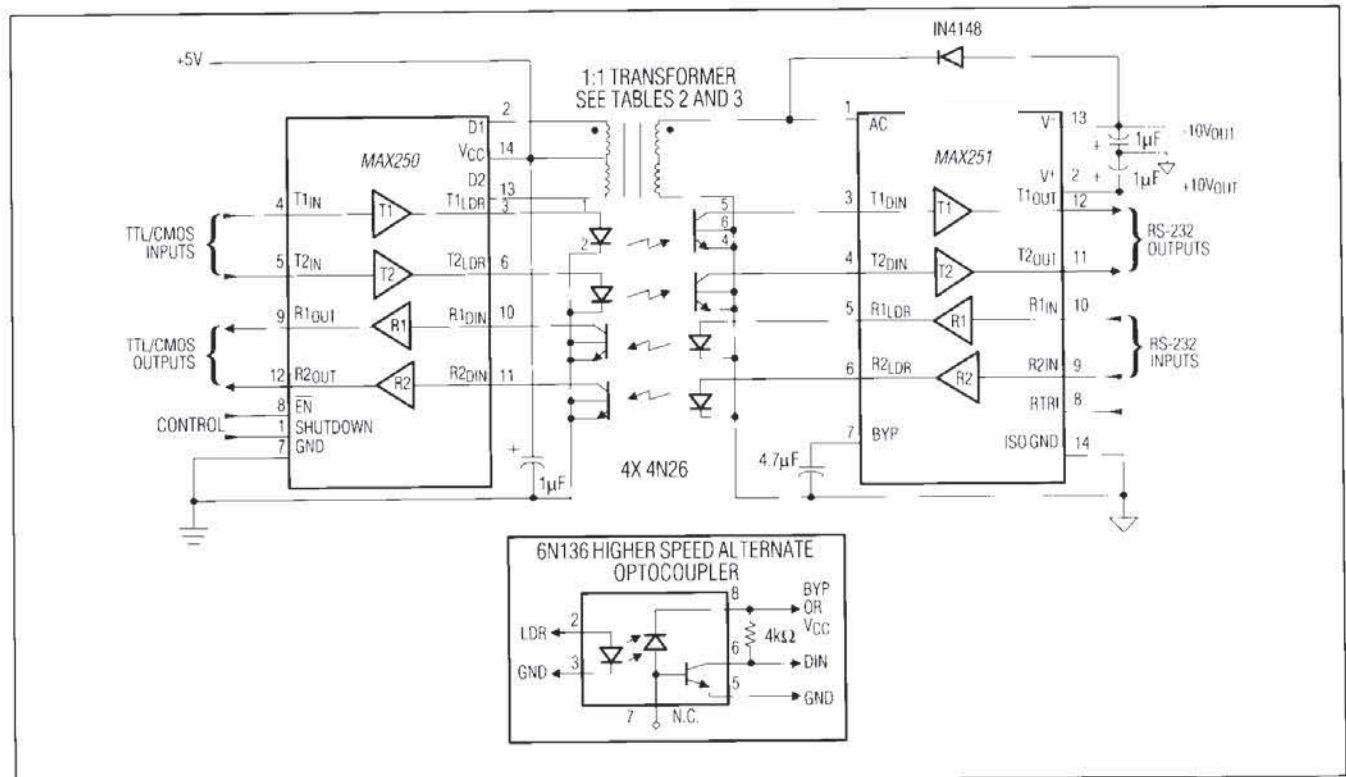 IN4148
+5V
1:1 TRANSFORMER
SEE TABLES 2 AND 3
2
D1
VCC
14
D2
13
MAX250
4
T1IN
T1
T1LDR
3
1
2
TTL/CMOS
INPUTS
5
T2IN
T2
T2LDR
6
9
R1OUT
R1
R1DIN
10
TTL/CMOS
OUTPUTS
12
R2OUT
R2
R2DIN
11
8
EN
CONTROL
1
SHUTDOWN
7
GND
+
1µF
4X 4N26
5
6
4
1
AC
MAX251
V-
13
-10VOUT
+
1µF
V+
2
+
1µF
+10VOUT
3
T1DIN
T1
T1OUT
12
RS-232
OUTPUTS
4
T2DIN
T2
T2OUT
11
5
R1LDR
R1
R1IN
10
RS-232
INPUTS
6
R2LDR
R2
R2IN
9
RTRI
8
7
BYP
ISO GND
14
4.7µF
6N136 HIGHER SPEED ALTERNATE
OPTOCOUPLER
8
BYP
OR
VCC
LDR
2
4kΩ
6
DIN
GND
3
5
GND
7
N.C.